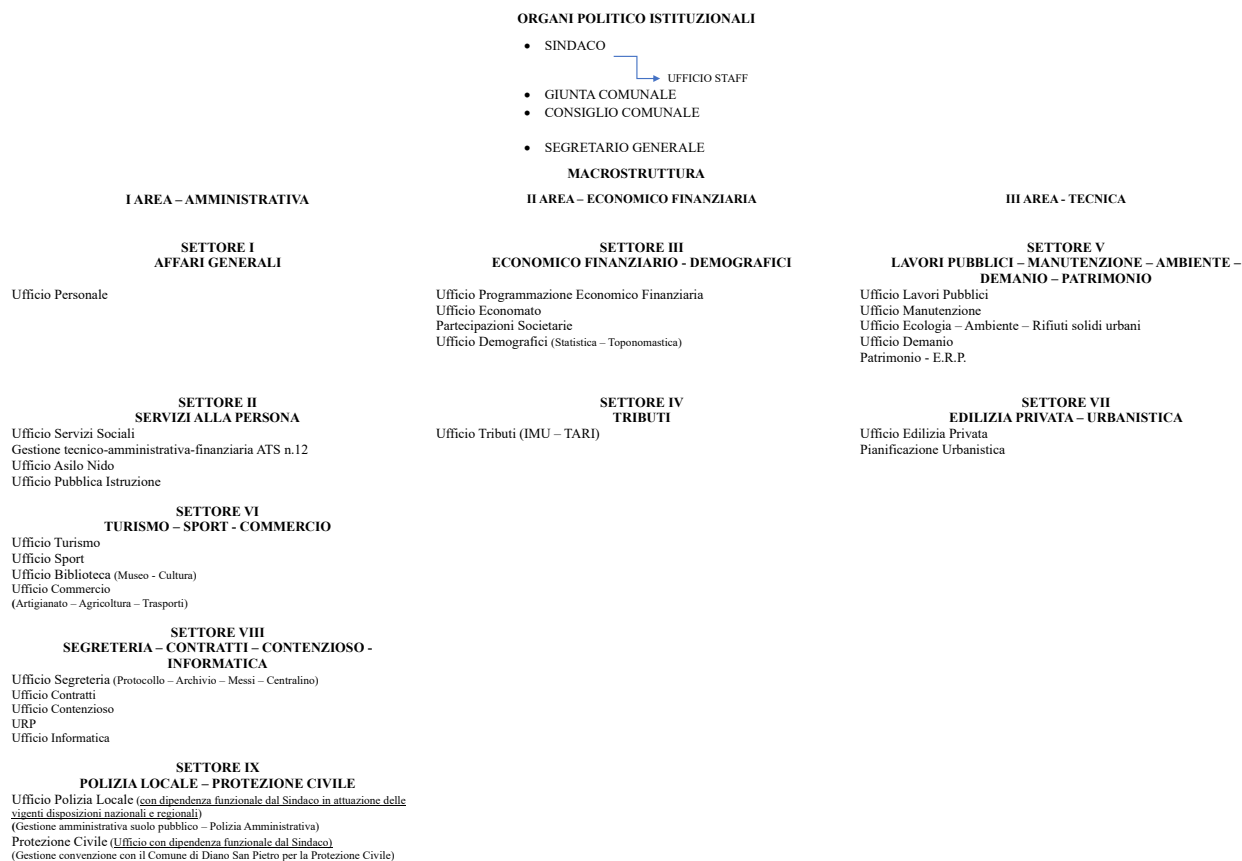 ORGANI POLITICO ISTITUZIONALI
• SINDACO
UFFICIO STAFF
• GIUNTA COMUNALE
• CONSIGLIO COMUNALE
• SEGRETARIO GENERALE
MACROSTRUTTURA
I AREA – AMMINISTRATIVA
SETTORE I
AFFARI GENERALI
Ufficio Personale
SETTORE II
SERVIZI ALLA PERSONA
Ufficio Servizi Sociali
Gestione tecnico-amministrativa-finanziaria ATS n.12
Ufficio Asilo Nido
Ufficio Pubblica Istruzione
SETTORE VI
TURISMO – SPORT - COMMERCIO
Ufficio Turismo
Ufficio Sport
Ufficio Biblioteca (Museo - Cultura)
Ufficio Commercio
(Artigianato – Agricoltura – Trasporti)
SETTORE VIII
SEGRETERIA – CONTRATTI – CONTENZIOSO -
INFORMATICA
Ufficio Segreteria (Protocollo – Archivio – Messi – Centralino)
Ufficio Contratti
Ufficio Contenzioso
URP
Ufficio Informatica
SETTORE IX
POLIZIA LOCALE – PROTEZIONE CIVILE
Ufficio Polizia Locale (con dipendenza funzionale dal Sindaco in attuazione delle
vigenti disposizioni nazionali e regionali)
(Gestione amministrativa suolo pubblico – Polizia Amministrativa)
Protezione Civile (Ufficio con dipendenza funzionale dal Sindaco)
(Gestione convenzione con il Comune di Diano San Pietro per la Protezione Civile)
II AREA – ECONOMICO FINANZIARIA
SETTORE III
ECONOMICO FINANZIARIO - DEMOGRAFICI
Ufficio Programmazione Economico Finanziaria
Ufficio Economato
Partecipazioni Societarie
Ufficio Demografici (Statistica – Toponomastica)
SETTORE IV
TRIBUTI
Ufficio Tributi (IMU – TARI)
III AREA - TECNICA
SETTORE V
LAVORI PUBBLICI – MANUTENZIONE – AMBIENTE –
DEMANIO – PATRIMONIO
Ufficio Lavori Pubblici
Ufficio Manutenzione
Ufficio Ecologia – Ambiente – Rifiuti solidi urbani
Ufficio Demanio
Patrimonio - E.R.P.
SETTORE VII
EDILIZIA PRIVATA – URBANISTICA
Ufficio Edilizia Privata
Pianificazione Urbanistica